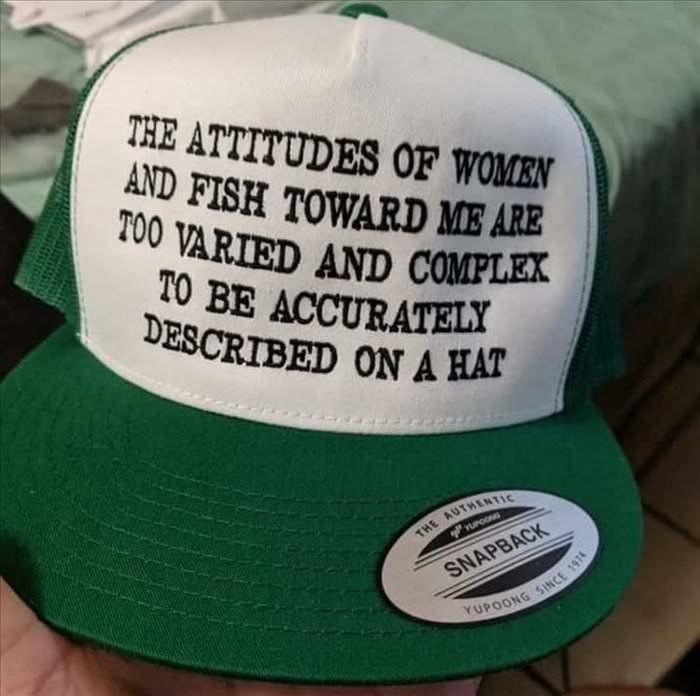 THE ATTITUDES OF WOMEN
AND FISH TOWARD ME ARE
TOO VARIED AND COMPLEX
TO BE ACCURATELY
DESCRIBED ON A HAT
THE AUTHENTIC
YUPOONG
SNAPBACK
YUPOONG SINCE 1974